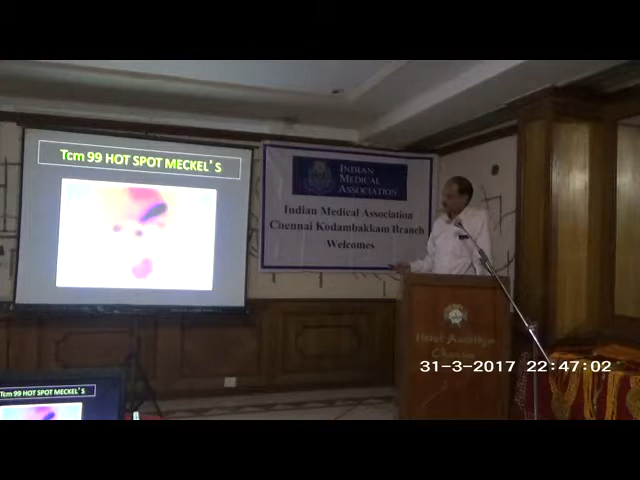 Tcm 99 HOT SPOT MECKEL'S
INDIAN
MEDICAL
ASSOCIATION
Indian Medical Association
Chennai Kodambakkam Branch
Welcomes
31-3-2017 22:47:02
Tcm 99 HOT SPOT MECKEL'S